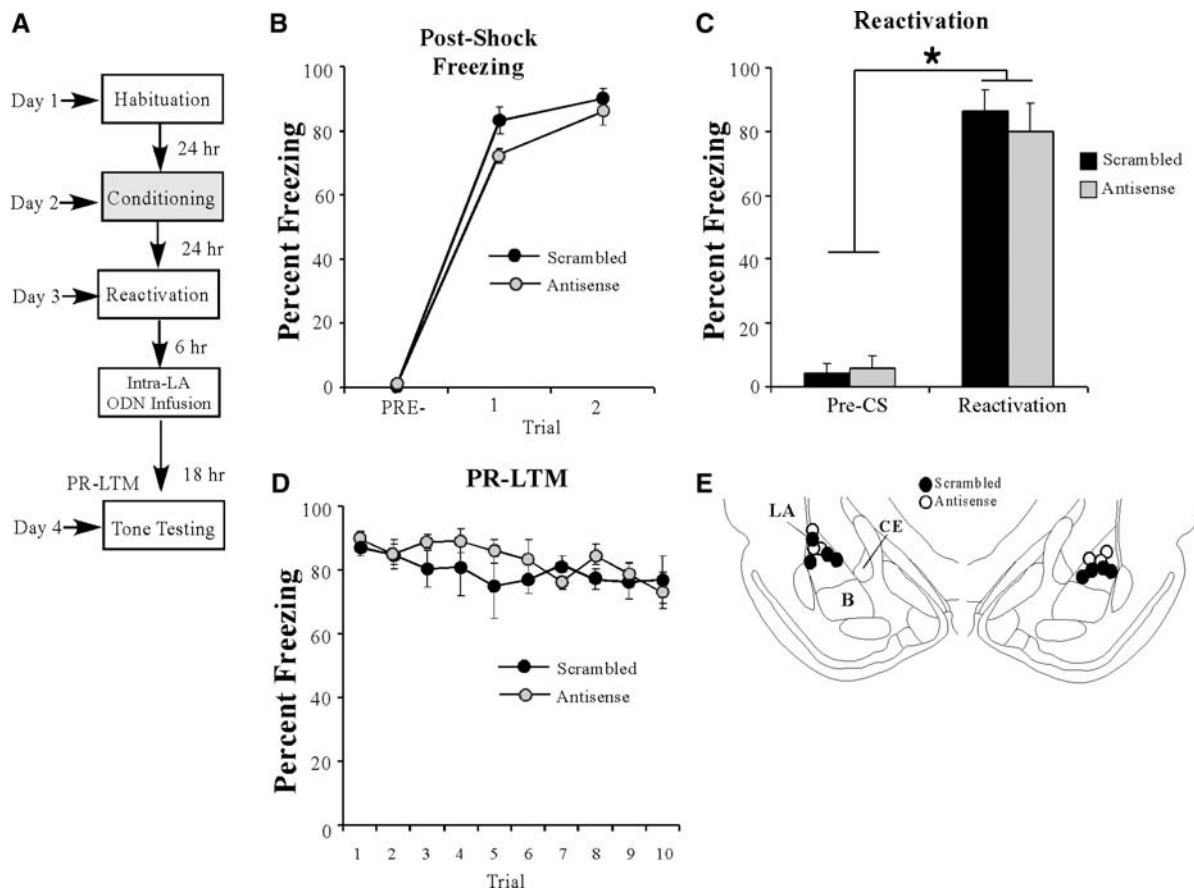 A
Day 1
Habituation
24 hr
Day 2
Conditioning
24 hr
Day 3
Reactivation
6 hr
Intra-LA
ODN Infusion
PR-LTM
18 hr
Day 4
Tone Testing
B
Post-Shock
Freezing
Percent Freezing
100
80
60
40
20
0
Scrambled
Antisense
PRE-
1
2
Trial
C
Reactivation
*
Percent Freezing
100
80
60
40
20
0
Scrambled
Antisense
Pre-CS
Reactivation
D
PR-LTM
Percent Freezing
100
80
60
40
20
0
Scrambled
Antisense
1 2 3 4 5 6 7 8 9 10
Trial
E
Scrambled
Antisense
LA
CE
B